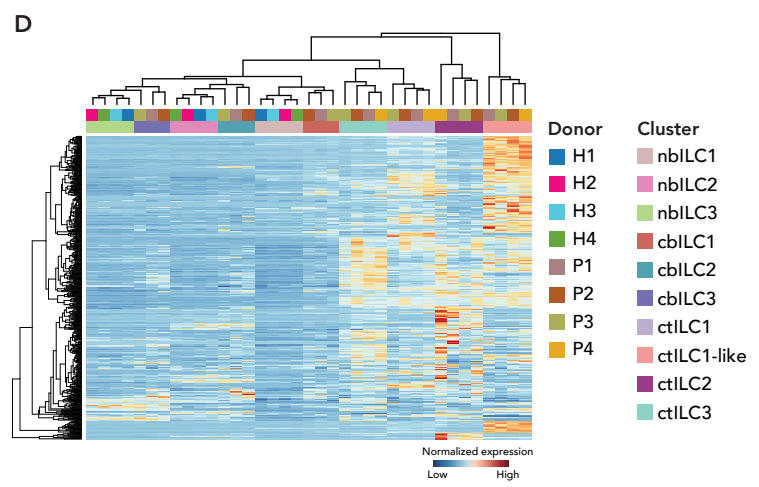 D
Donor
H1
H2
H3
H4
P1
P2
P3
P4
Cluster
nbILC1
nbILC2
nbILC3
cbILC1
cbILC2
cbILC3
ctILC1
ctILC1-like
ctILC2
ctILC3
Normalized expression
Low High